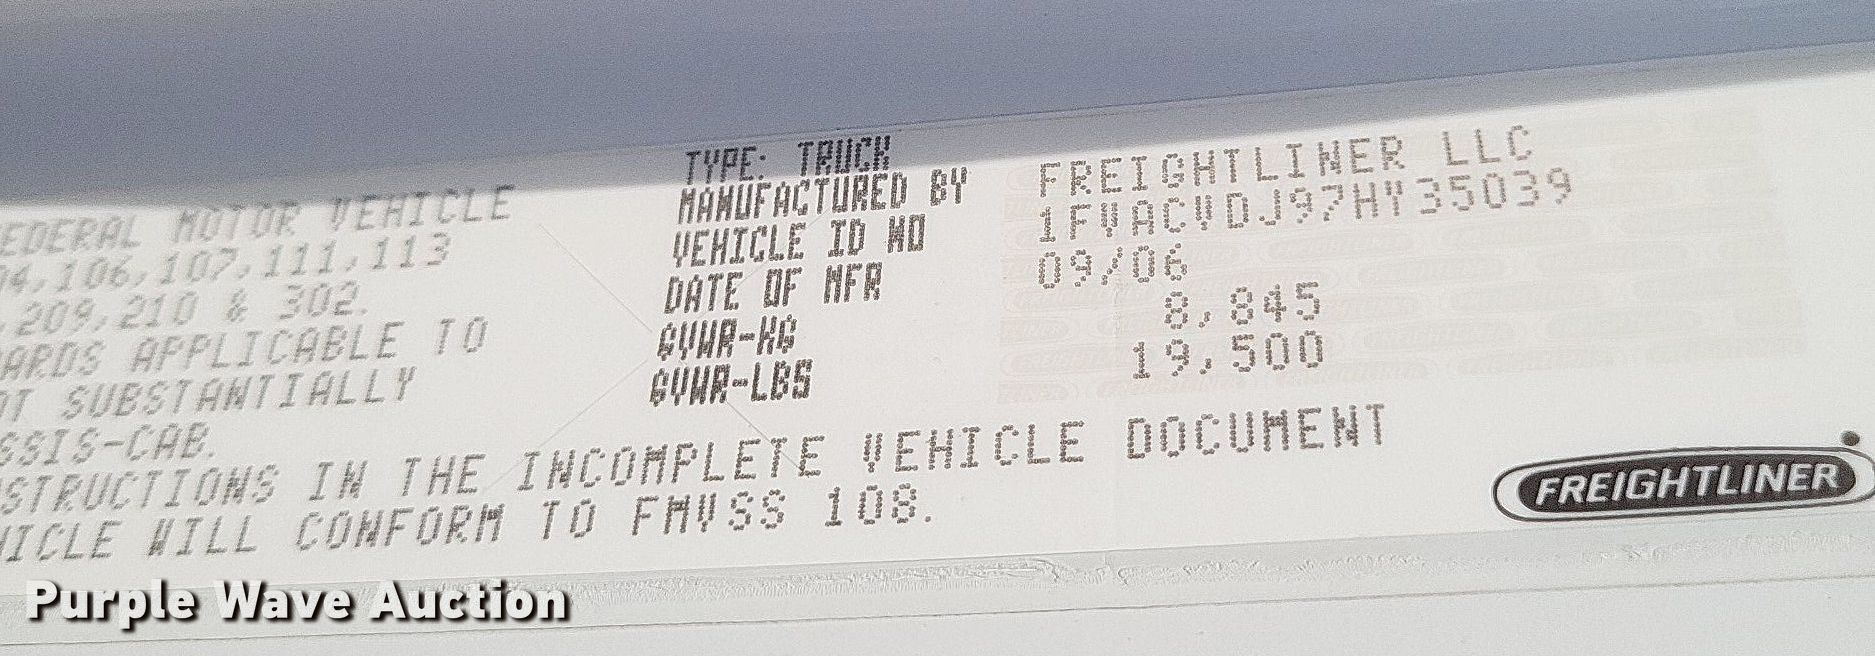 TYPE: TRUCK
EDERAL MOTOR VEHICLE
04,106,107,111,113
,209,210 & 302.
ARDS APPLICABLE TO
OT SUBSTANTIALLY
SSIS-CAB.
MANUFACTURED BY FREIGHTLINER LLC
VEHICLE ID NO 1FVACWDJ97HY35039
DATE OF MFR 09/06
GVWR-KG 8,845
GVWR-LBS 19,500
STRUCTIONS IN THE INCOMPLETE VEHICLE DOCUMENT
HICLE WILL CONFORM TO FMVSS 108.
FREIGHTLINER
Purple Wave Auction